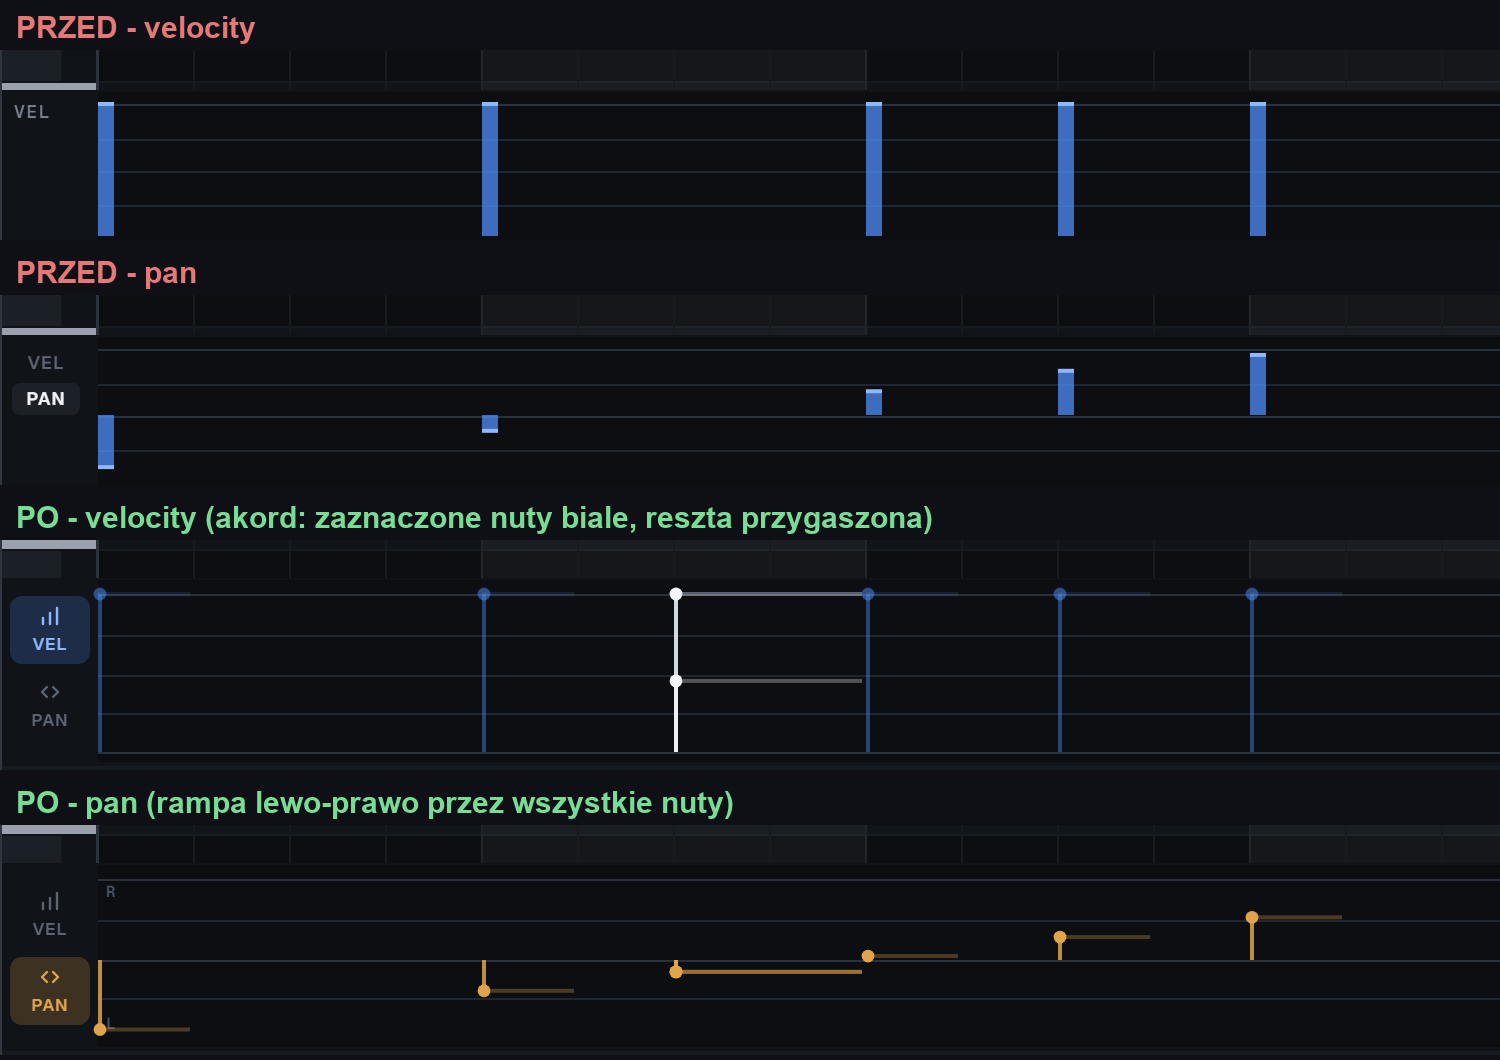 PRZED - velocity
VEL
PRZED - pan
VEL
PAN
PO - velocity (akord: zaznaczone nuty biale, reszta przygaszona)
VEL
PAN
PO - pan (rampa lewo-prawo przez wszystkie nuty)
R
VEL
PAN
L